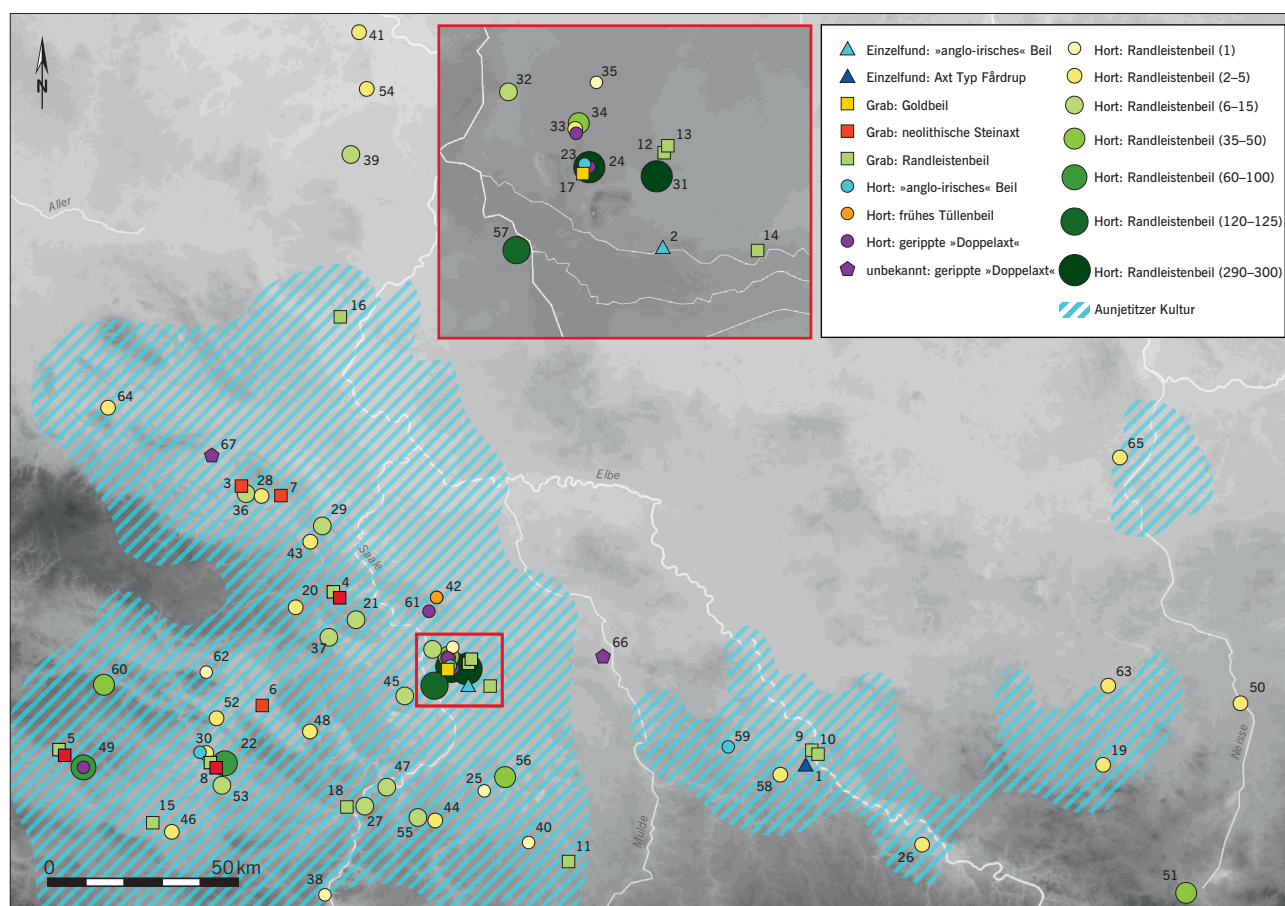 41
54
39
Aller
N
16
64
67
3
28
7
36
29
43
Saale
Elbe
20
4
21
37
42
61
66
62
60
6
52
45
48
5
49
30
22
8
53
15
46
18
27
47
56
25
55
44
40
11
38
Mulde
59
9
10
1
58
26
65
63
19
50
Neisse
51
0
50 km
32
35
34
33
13
12
23
24
17
31
57
2
14
Einzelfund: »anglo-irisches« Beil
Einzelfund: Axt Typ Fårdrup
Grab: Goldbeil
Grab: neolithische Steinaxt
Grab: Randleistenbeil
Hort: »anglo-irisches« Beil
Hort: frühes Tüllenbeil
Hort: gerippte »Doppelaxt«
unbekannt: gerippte »Doppelaxt«
Hort: Randleistenbeil (1)
Hort: Randleistenbeil (2–5)
Hort: Randleistenbeil (6–15)
Hort: Randleistenbeil (35–50)
Hort: Randleistenbeil (60–100)
Hort: Randleistenbeil (120–125)
Hort: Randleistenbeil (290–300)
Aunjetitzer Kultur